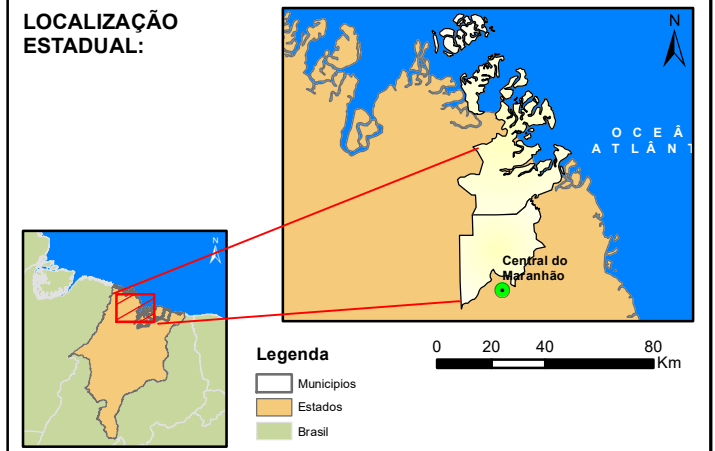 LOCALIZAÇÃO
ESTADUAL:
N
O C E Â
A T L Â N T
Central do
Maranhão
N
Legenda
Municipios
Estados
Brasil
0 20 40 80
Km